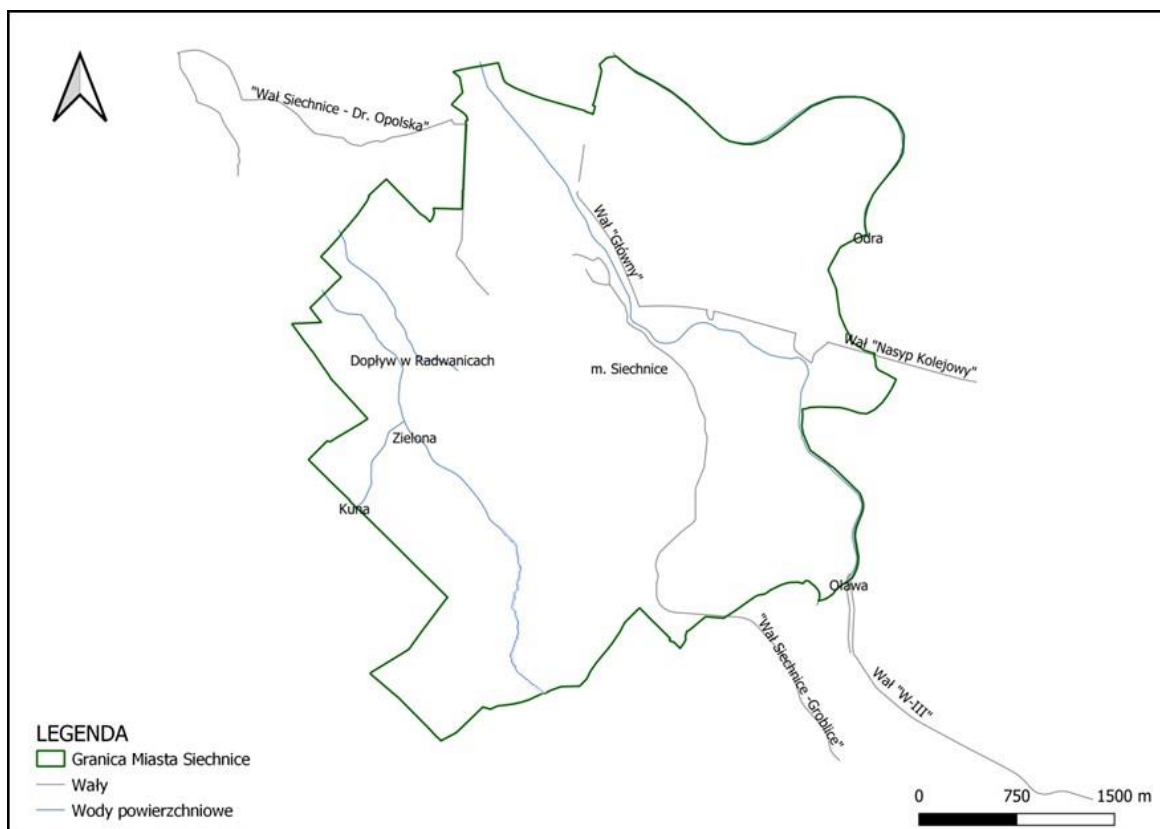 "Wał Siechnice - Dr. Opolska"
Wał "Główny"
Odra
Wał "Nasyp Kolejowy"
Dopływ w Radwanicach
m. Siechnice
Zielona
Kuna
Oława
"Wał Siechnice -Groblice"
Wał "W-III"
LEGENDA
Granica Miasta Siechnice
Wały
Wody powierzchniowe
0 750 1500 m